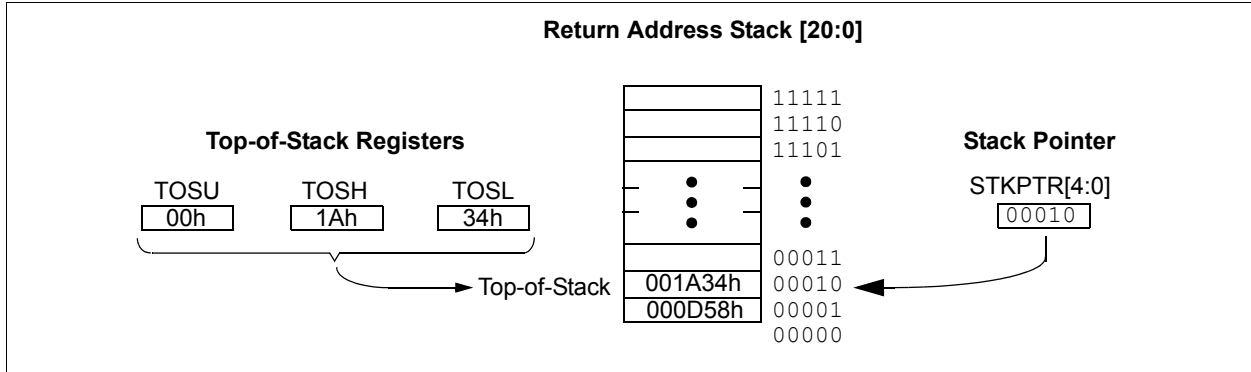 Return Address Stack [20:0]
11111
11110
11101
Top-of-Stack Registers
Stack Pointer
TOSU TOSH TOSL
STKPTR[4:0]
00h 1Ah 34h
00010
00011
Top-of-Stack 001A34h 00010
000D58h 00001
00000